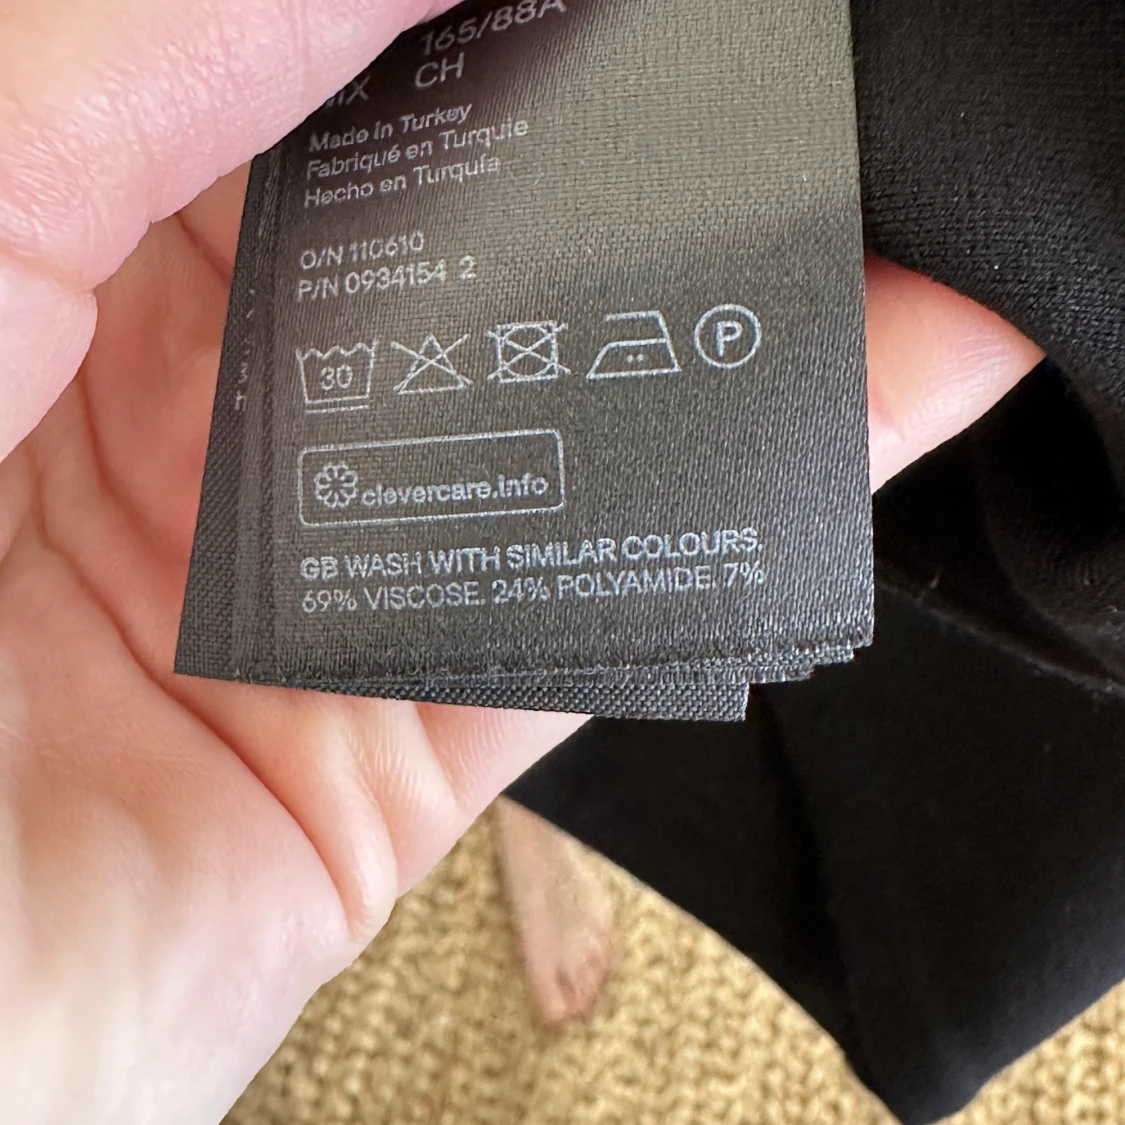 165/88A
CH
Made in Turkey
Fabriqué en Turquie
Hecho en Turquía
O/N 110610
P/N 0934154 2
30
P
clevercare.info
GB WASH WITH SIMILAR COLOURS.
69% VISCOSE. 24% POLYAMIDE. 7%